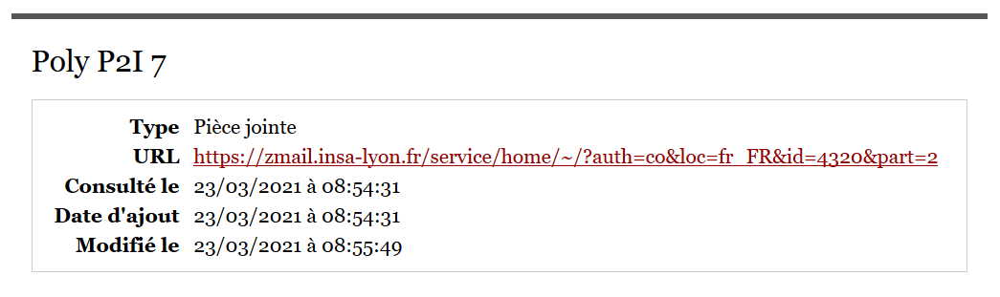 Poly P2I 7
Type Pièce jointe
URL https://zmail.insa-lyon.fr/service/home/~/?auth=co&loc=fr_FR&id=4320&part=2
Consulté le 23/03/2021 à 08:54:31
Date d'ajout 23/03/2021 à 08:54:31
Modifié le 23/03/2021 à 08:55:49